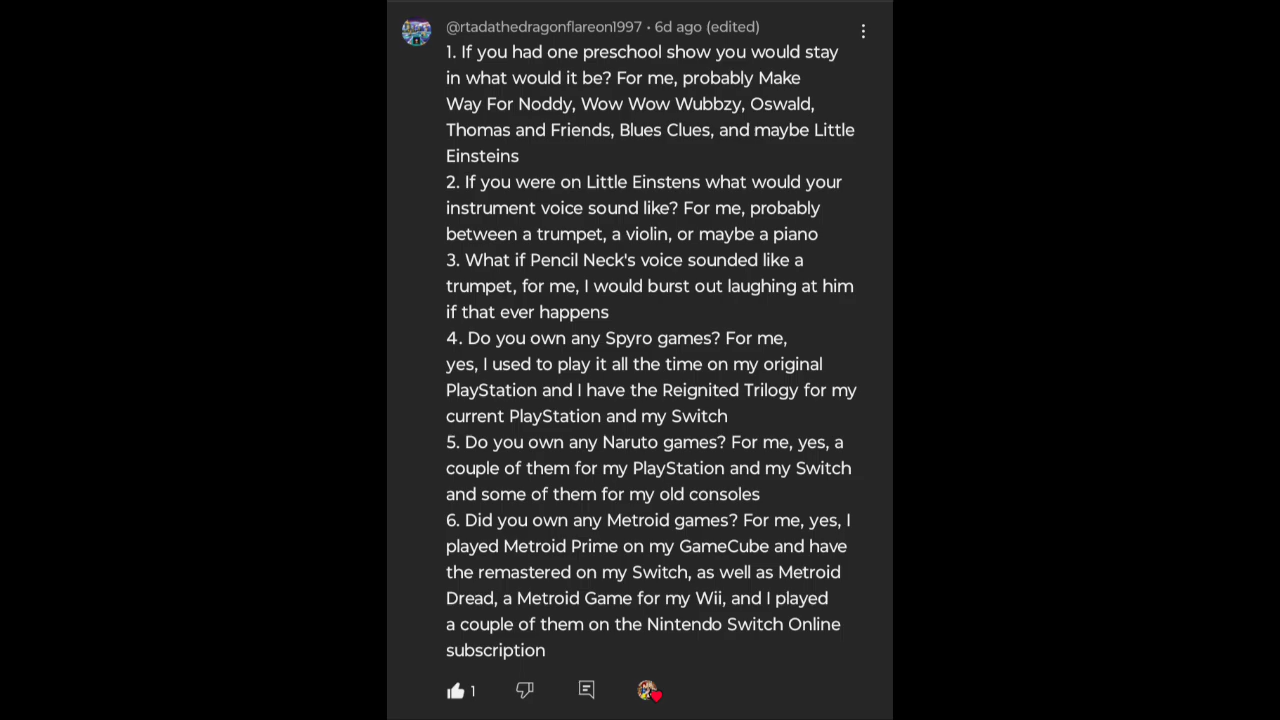 @rtadathedragonflareon1997 • 6d ago (edited)
1. If you had one preschool show you would stay
in what would it be? For me, probably Make
Way For Noddy, Wow Wow Wubbzy, Oswald,
Thomas and Friends, Blues Clues, and maybe Little
Einsteins
2. If you were on Little Einstens what would your
instrument voice sound like? For me, probably
between a trumpet, a violin, or maybe a piano
3. What if Pencil Neck's voice sounded like a
trumpet, for me, I would burst out laughing at him
if that ever happens
4. Do you own any Spyro games? For me,
yes, I used to play it all the time on my original
PlayStation and I have the Reignited Trilogy for my
current PlayStation and my Switch
5. Do you own any Naruto games? For me, yes, a
couple of them for my PlayStation and my Switch
and some of them for my old consoles
6. Did you own any Metroid games? For me, yes, I
played Metroid Prime on my GameCube and have
the remastered on my Switch, as well as Metroid
Dread, a Metroid Game for my Wii, and I played
a couple of them on the Nintendo Switch Online
subscription
1